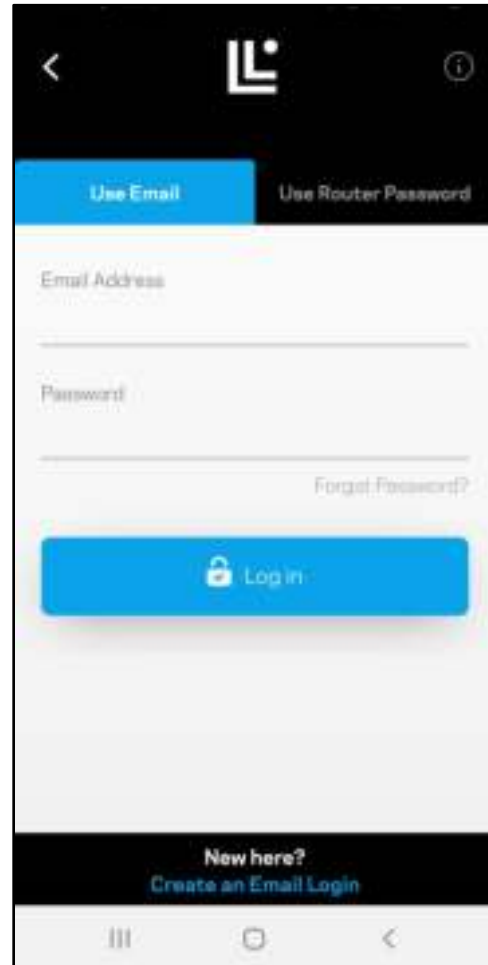 Use Email
Use Router Password
Email Address
Password
Forgot Password?
Log in
New here?
Create an Email Login